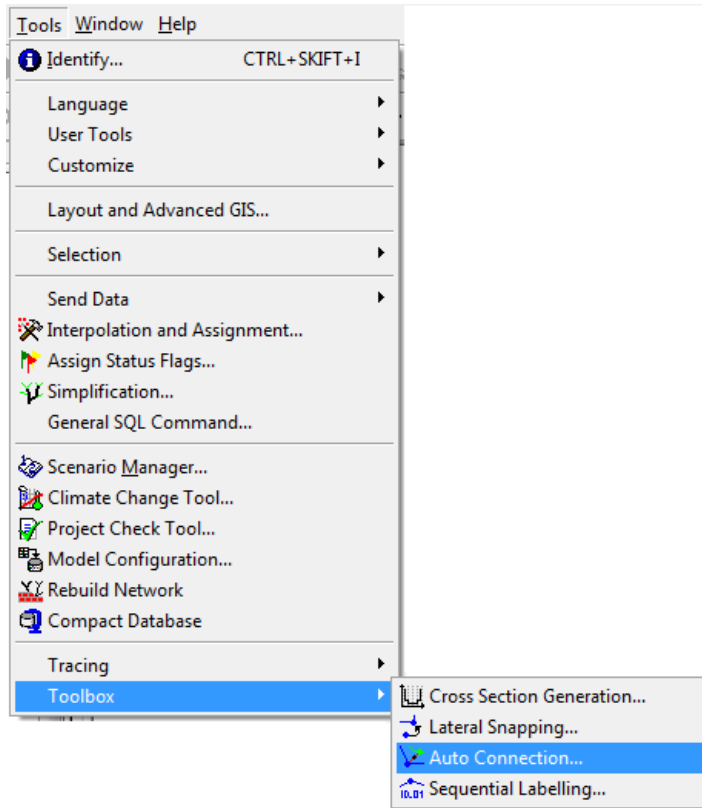 Tools Window Help
Identify... CTRL+SKIFT+I
Language
User Tools
Customize
Layout and Advanced GIS...
Selection
Send Data
Interpolation and Assignment...
Assign Status Flags...
Simplification...
General SQL Command...
Scenario Manager...
Climate Change Tool...
Project Check Tool...
Model Configuration...
Rebuild Network
Compact Database
Tracing
Toolbox
Cross Section Generation...
Lateral Snapping...
Auto Connection...
ID.01 Sequential Labelling...